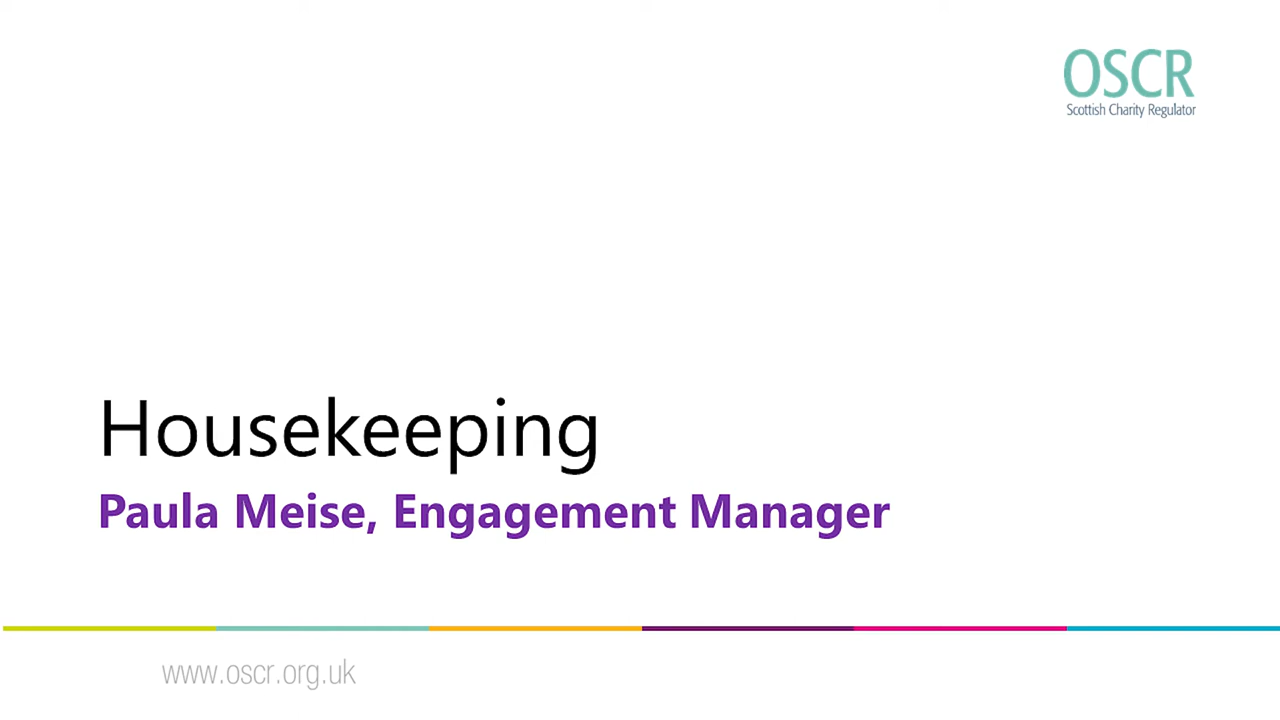 OSCR
Scottish Charity Regulator
Housekeeping
Paula Meise, Engagement Manager
www.oscr.org.uk